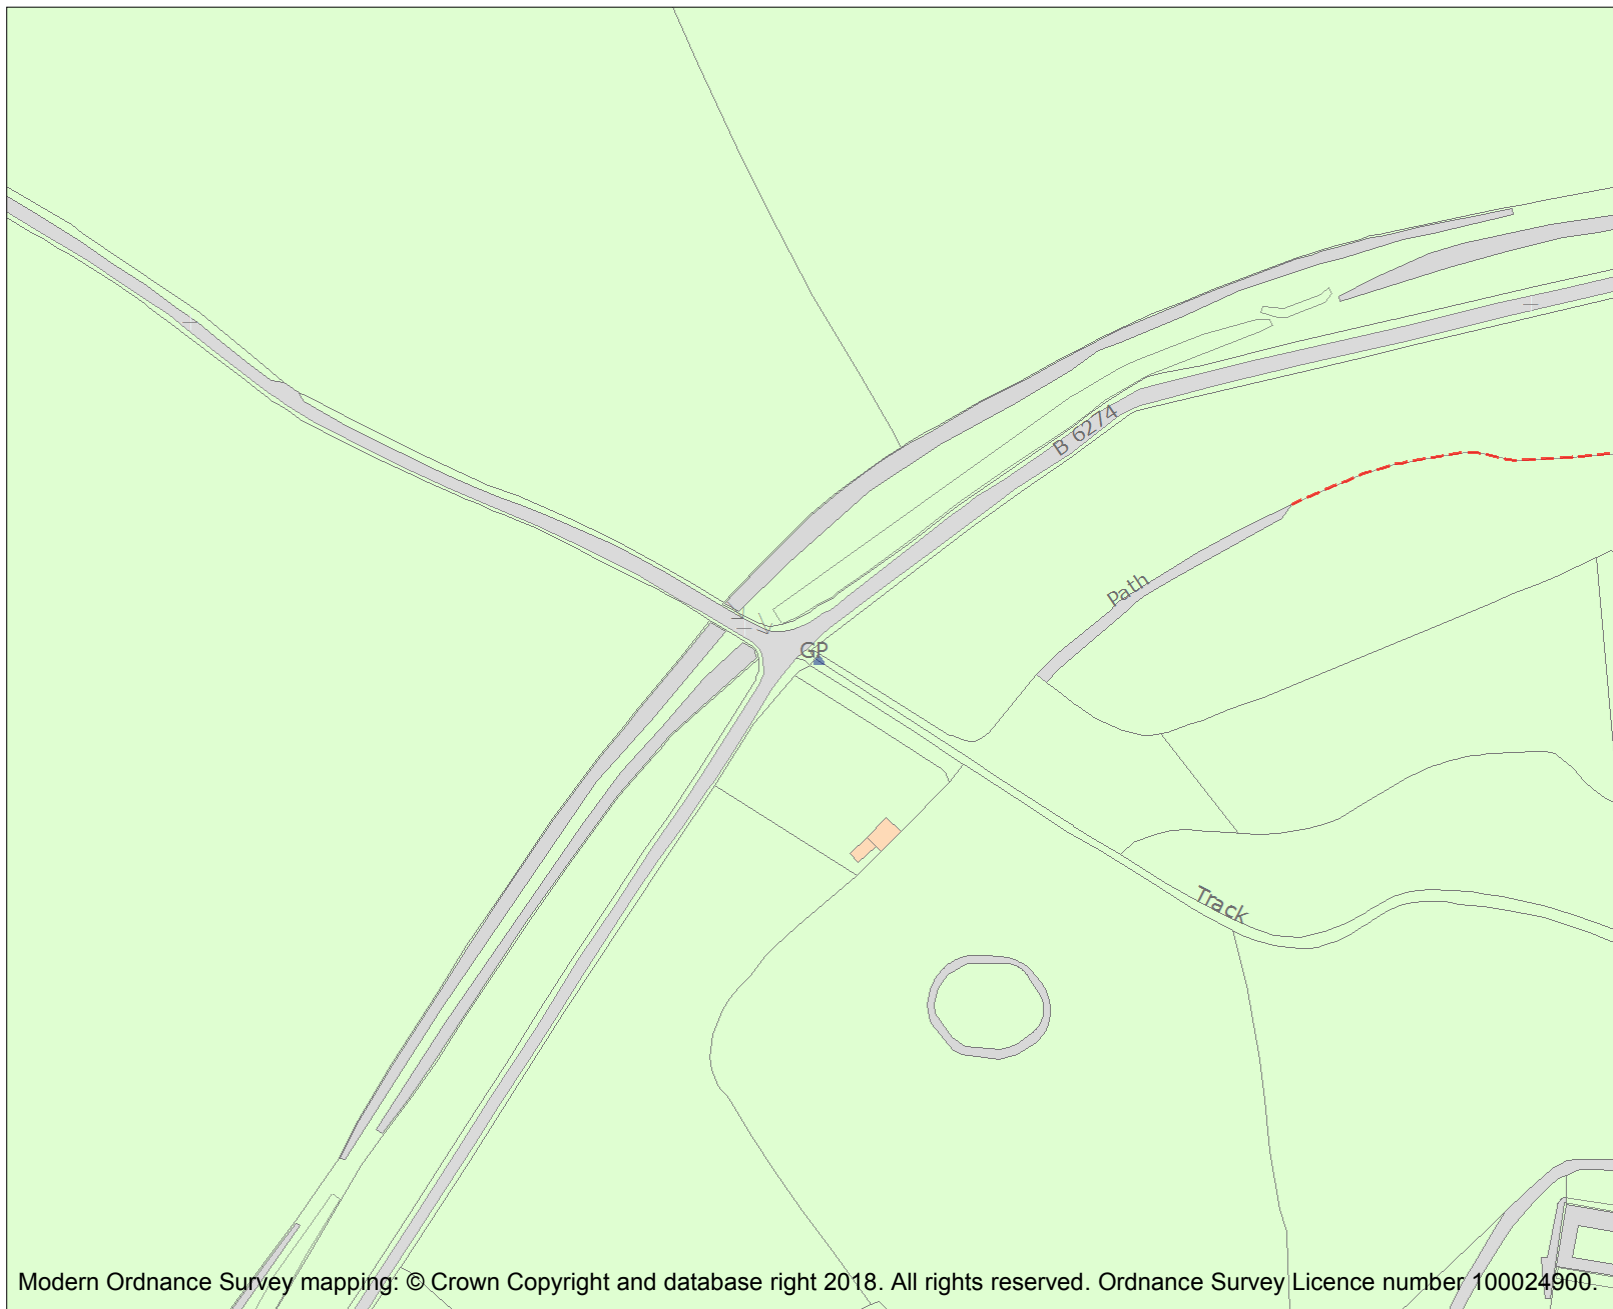 B 6274
Path
GP
Track
Modern Ordnance Survey mapping: © Crown Copyright and database right 2018. All rights reserved. Ordnance Survey Licence number 100024900.